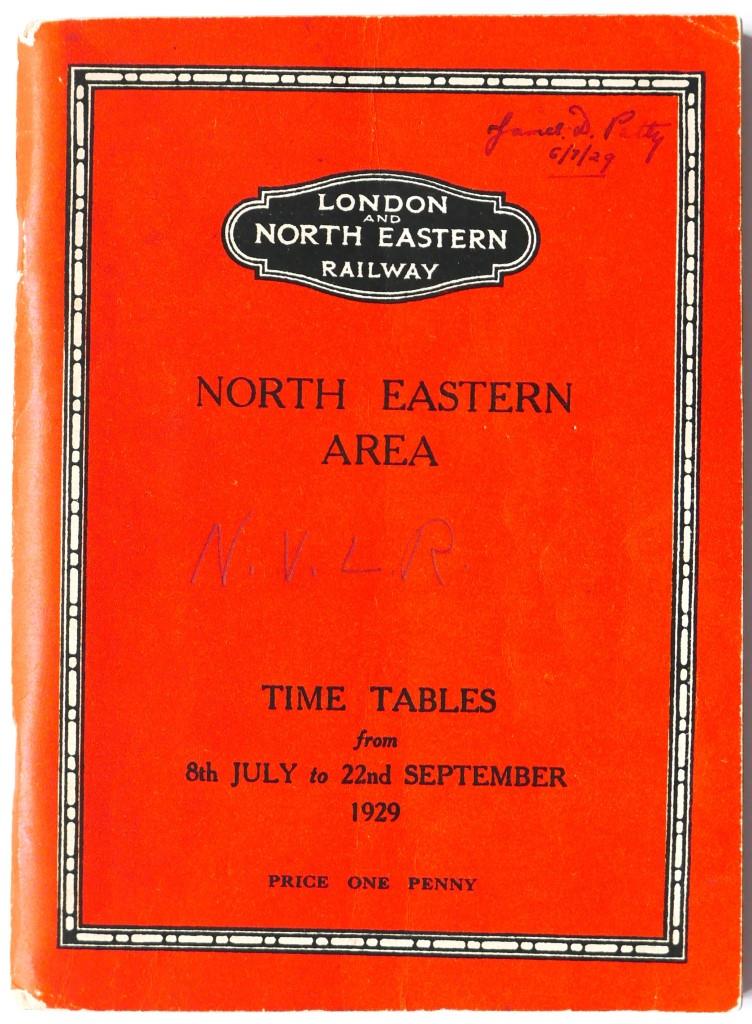 James. D. Patty
6/7/29
LONDON
AND
NORTH EASTERN
RAILWAY
NORTH EASTERN
AREA
N. V. L. R.
TIME TABLES
from
8th JULY to 22nd SEPTEMBER
1929
PRICE ONE PENNY